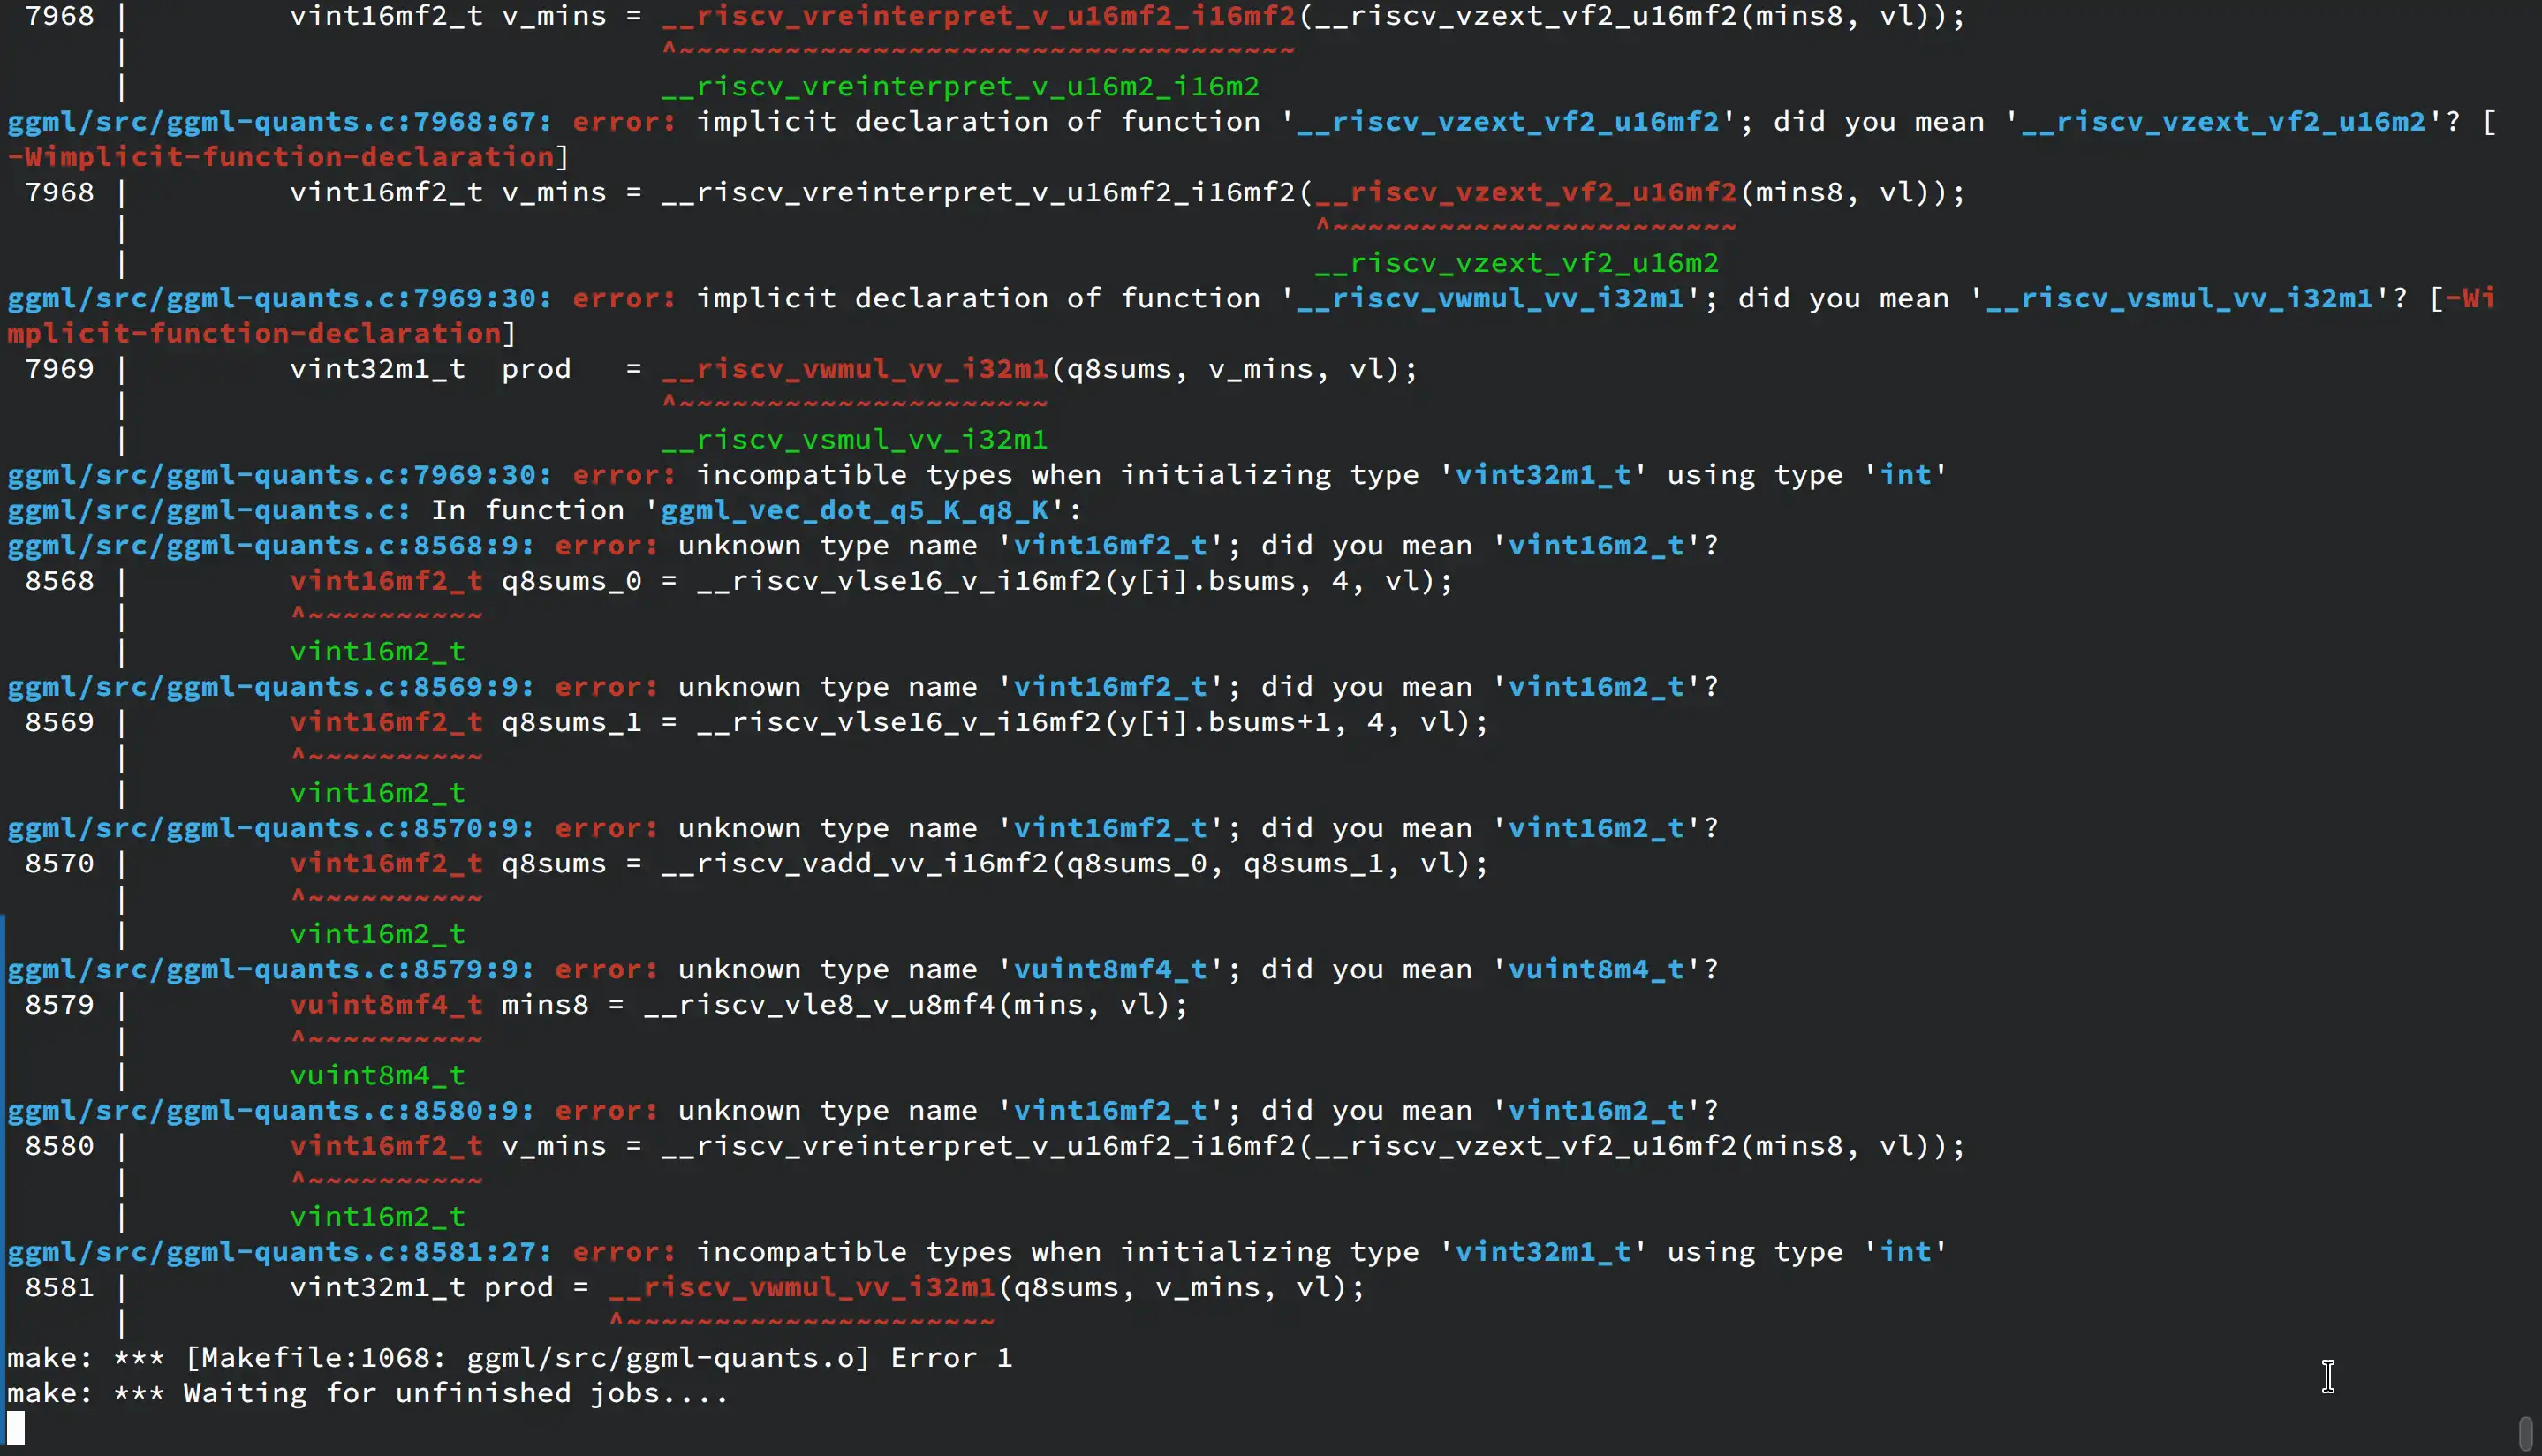 7968 |         vint16mf2_t v_mins = __riscv_vreinterpret_v_u16mf2_i16mf2(__riscv_vzext_vf2_u16mf2(mins8, vl));
      |                              ^~~~~~~~~~~~~~~~~~~~~~~~~~~~~~~~~~~~
      |                              __riscv_vreinterpret_v_u16m2_i16m2
ggml/src/ggml-quants.c:7968:67: error: implicit declaration of function '__riscv_vzext_vf2_u16mf2'; did you mean '__riscv_vzext_vf2_u16m2'? [
-Wimplicit-function-declaration]
 7968 |         vint16mf2_t v_mins = __riscv_vreinterpret_v_u16mf2_i16mf2(__riscv_vzext_vf2_u16mf2(mins8, vl));
      |                                                                   ^~~~~~~~~~~~~~~~~~~~~~~~
      |                                                                   __riscv_vzext_vf2_u16m2
ggml/src/ggml-quants.c:7969:30: error: implicit declaration of function '__riscv_vwmul_vv_i32m1'; did you mean '__riscv_vsmul_vv_i32m1'? [-Wi
mplicit-function-declaration]
 7969 |         vint32m1_t  prod   = __riscv_vwmul_vv_i32m1(q8sums, v_mins, vl);
      |                              ^~~~~~~~~~~~~~~~~~~~~~
      |                              __riscv_vsmul_vv_i32m1
ggml/src/ggml-quants.c:7969:30: error: incompatible types when initializing type 'vint32m1_t' using type 'int'
ggml/src/ggml-quants.c: In function 'ggml_vec_dot_q5_K_q8_K':
ggml/src/ggml-quants.c:8568:9: error: unknown type name 'vint16mf2_t'; did you mean 'vint16m2_t'?
 8568 |         vint16mf2_t q8sums_0 = __riscv_vlse16_v_i16mf2(y[i].bsums, 4, vl);
      |         ^~~~~~~~~~~
      |         vint16m2_t
ggml/src/ggml-quants.c:8569:9: error: unknown type name 'vint16mf2_t'; did you mean 'vint16m2_t'?
 8569 |         vint16mf2_t q8sums_1 = __riscv_vlse16_v_i16mf2(y[i].bsums+1, 4, vl);
      |         ^~~~~~~~~~~
      |         vint16m2_t
ggml/src/ggml-quants.c:8570:9: error: unknown type name 'vint16mf2_t'; did you mean 'vint16m2_t'?
 8570 |         vint16mf2_t q8sums = __riscv_vadd_vv_i16mf2(q8sums_0, q8sums_1, vl);
      |         ^~~~~~~~~~~
      |         vint16m2_t
ggml/src/ggml-quants.c:8579:9: error: unknown type name 'vuint8mf4_t'; did you mean 'vuint8m4_t'?
 8579 |         vuint8mf4_t mins8 = __riscv_vle8_v_u8mf4(mins, vl);
      |         ^~~~~~~~~~~
      |         vuint8m4_t
ggml/src/ggml-quants.c:8580:9: error: unknown type name 'vint16mf2_t'; did you mean 'vint16m2_t'?
 8580 |         vint16mf2_t v_mins = __riscv_vreinterpret_v_u16mf2_i16mf2(__riscv_vzext_vf2_u16mf2(mins8, vl));
      |         ^~~~~~~~~~~
      |         vint16m2_t
ggml/src/ggml-quants.c:8581:27: error: incompatible types when initializing type 'vint32m1_t' using type 'int'
 8581 |         vint32m1_t prod = __riscv_vwmul_vv_i32m1(q8sums, v_mins, vl);
      |                           ^~~~~~~~~~~~~~~~~~~~~~
make: *** [Makefile:1068: ggml/src/ggml-quants.o] Error 1
make: *** Waiting for unfinished jobs....